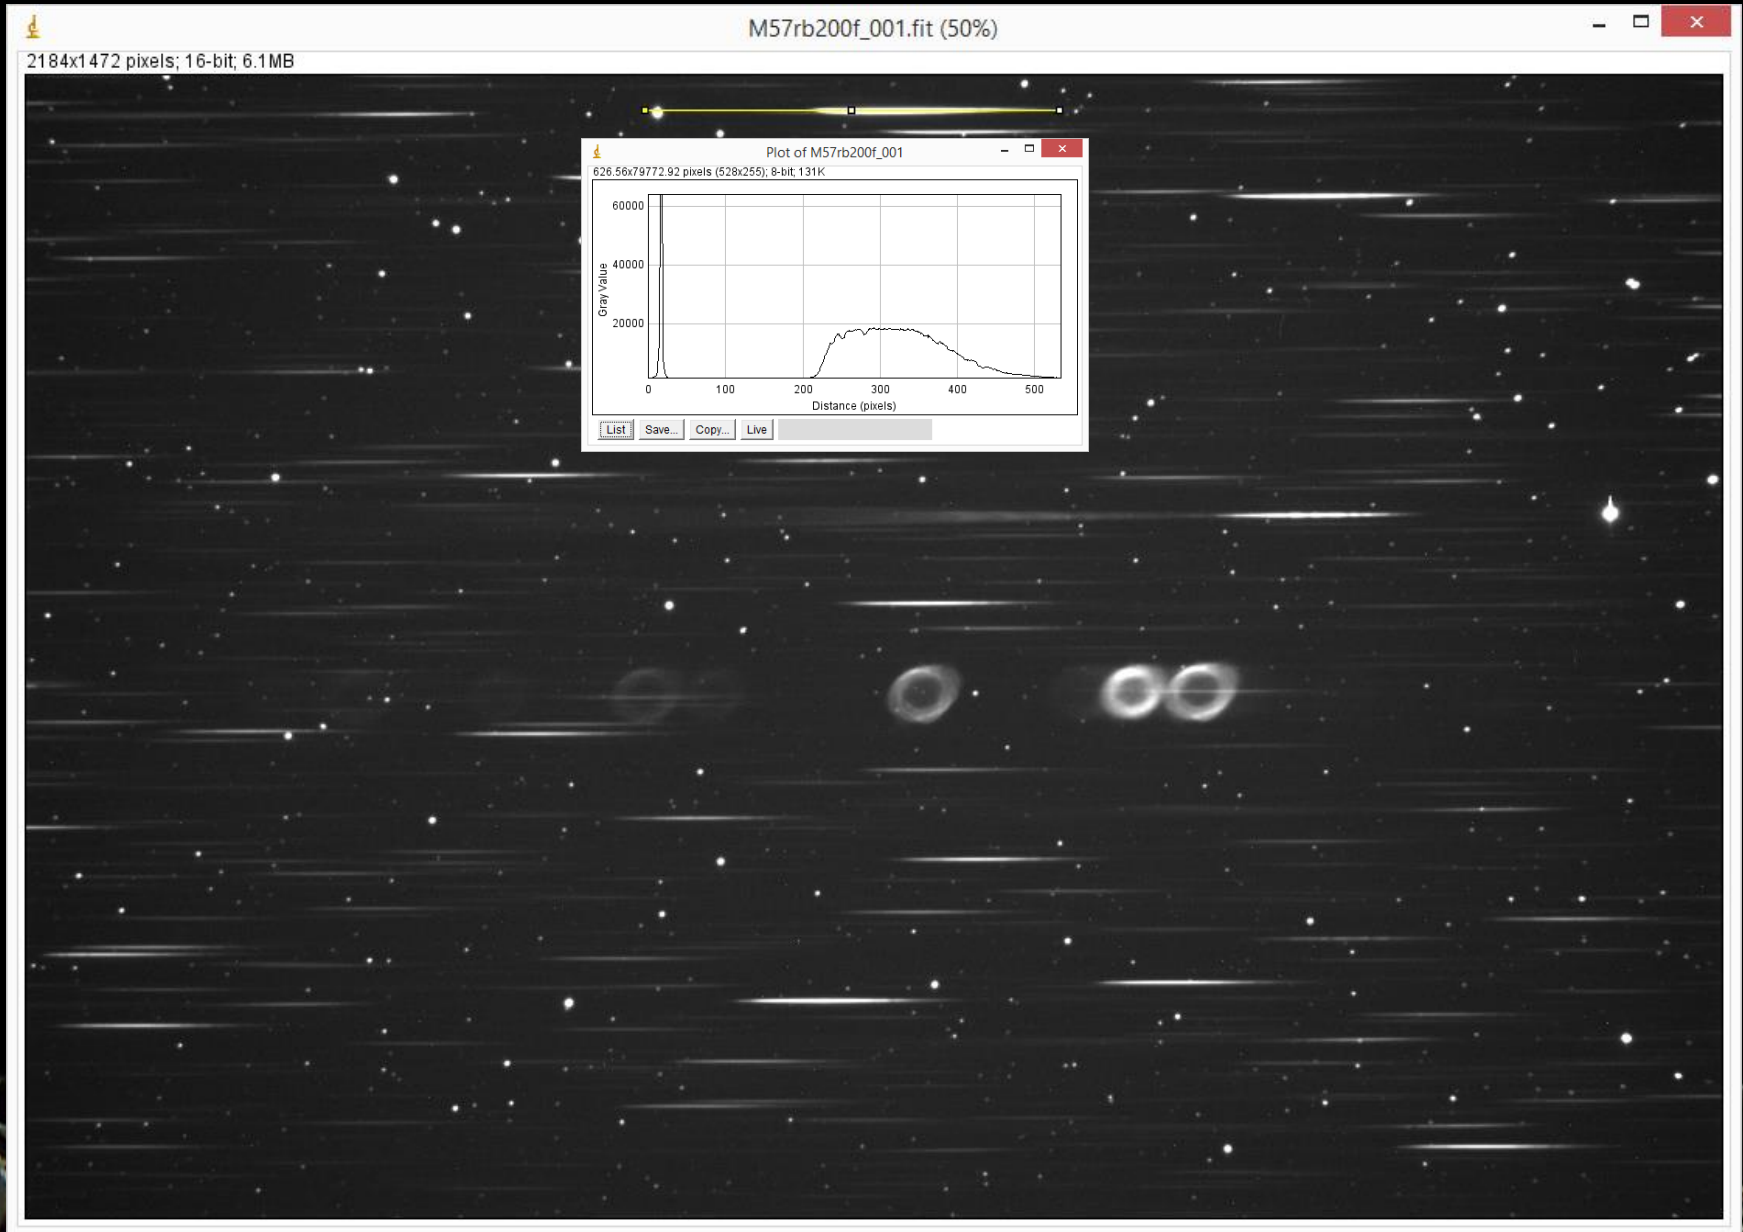 M57rb200f_001.fit (50%)
2184x1472 pixels; 16-bit; 6.1MB
Plot of M57rb200f_001
626.56x79772.92 pixels (528x255); 8-bit; 131K
60000
40000
20000
Gray Value
0 100 200 300 400 500
Distance (pixels)
List Save... Copy... Live